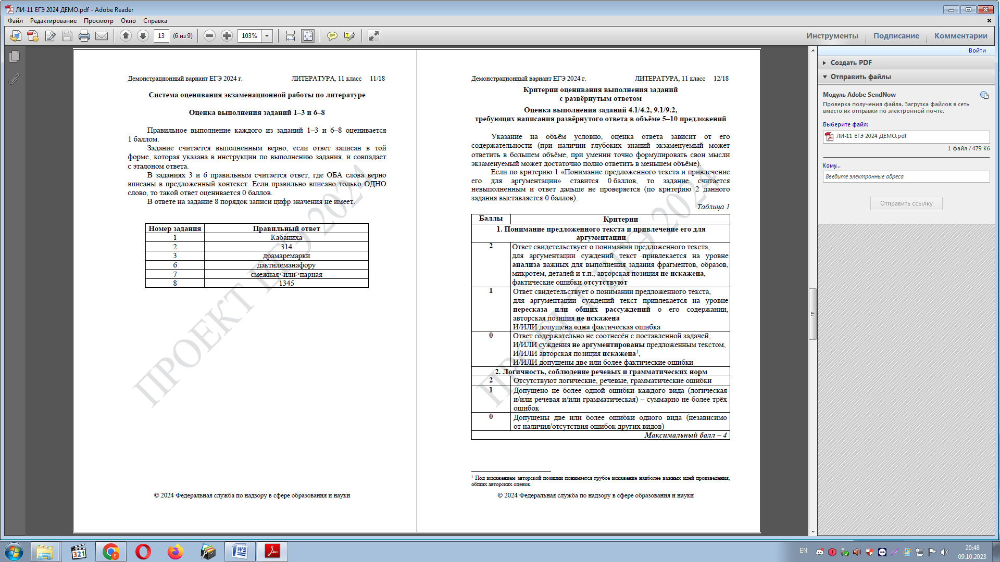 ЛИ-11 ЕГЭ 2024 ДЕМО.pdf - Adobe Reader
Файл Редактирование Просмотр Окно Справка
13 (6 из 9) 103% Инструменты Подписание Комментарии
Демонстрационный вариант ЕГЭ 2024 г. ЛИТЕРАТУРА, 11 класс 11/18
Система оценивания экзаменационной работы по литературе
Оценка выполнения заданий 1–3 и 6–8
Правильное выполнение каждого из заданий 1–3 и 6–8 оценивается
1 баллом.
Задание считается выполненным верно, если ответ записан в той
форме, которая указана в инструкции по выполнению задания, и совпадает
с эталоном ответа.
В заданиях 3 и 6 правильным считается ответ, где ОБА слова верно
вписаны в предложенный контекст. Если правильно вписано только ОДНО
слово, то такой ответ оценивается 0 баллов.
В ответе на задание 8 порядок записи цифр значения не имеет.
Номер задания Правильный ответ
1 Кабаниха
2 314
3 драмаремарки
6 дактилеманафору
7 смежная<или>парная
8 1345
ПРОЕКТ ЕГЭ 2024
© 2024 Федеральная служба по надзору в сфере образования и науки
Демонстрационный вариант ЕГЭ 2024 г. ЛИТЕРАТУРА, 11 класс 12/18
Критерии оценивания выполнения заданий
с развёрнутым ответом
Оценка выполнения заданий 4.1/4.2, 9.1/9.2,
требующих написания развёрнутого ответа в объёме 5–10 предложений
Указание на объём условно, оценка ответа зависит от его
содержательности (при наличии глубоких знаний экзаменуемый может
ответить в большем объёме, при умении точно формулировать свои мысли
экзаменуемый может достаточно полно ответить в меньшем объёме).
Если по критерию 1 «Понимание предложенного текста и привлечение
его для аргументации» ставится 0 баллов, то задание считается
невыполненным и ответ дальше не проверяется (по критерию 2 данного
задания выставляется 0 баллов).
Таблица 1
Баллы Критерии
1. Понимание предложенного текста и привлечение его для
аргументации
2 Ответ свидетельствует о понимании предложенного текста,
для аргументации суждений текст привлекается на уровне
анализа важных для выполнения задания фрагментов, образов,
микротем, деталей и т.п., авторская позиция не искажена,
фактические ошибки отсутствуют
1 Ответ свидетельствует о понимании предложенного текста,
для аргументации суждений текст привлекается на уровне
пересказа или общих рассуждений о его содержании,
авторская позиция не искажена
И/ИЛИ допущена одна фактическая ошибка
0 Ответ содержательно не соотнесён с поставленной задачей,
И/ИЛИ суждения не аргументированы предложенным текстом,
И/ИЛИ авторская позиция искажена1,
И/ИЛИ допущены две или более фактические ошибки
2. Логичность, соблюдение речевых и грамматических норм
2 Отсутствуют логические, речевые, грамматические ошибки
1 Допущено не более одной ошибки каждого вида (логическая
и/или речевая и/или грамматическая) – суммарно не более трёх
ошибок
0 Допущены две или более ошибки одного вида (независимо
от наличия/отсутствия ошибок других видов)
Максимальный балл – 4
ПРОЕКТ ЕГЭ 2024
1 Под искажением авторской позиции понимается грубое искажение наиболее важных идей произведения,
общих авторских оценок.
© 2024 Федеральная служба по надзору в сфере образования и науки
Войти
Создать PDF
Отправить файлы
Модуль Adobe SendNow
Проверка получения файла. Загрузка файлов в сеть
вместо их отправки по электронной почте.
Выберите файл:
ЛИ-11 ЕГЭ 2024 ДЕМО.pdf
1 файл / 479 Кб
Кому...
Введите электронные адреса
Отправить ссылку
321
EN
20:48
09.10.2023